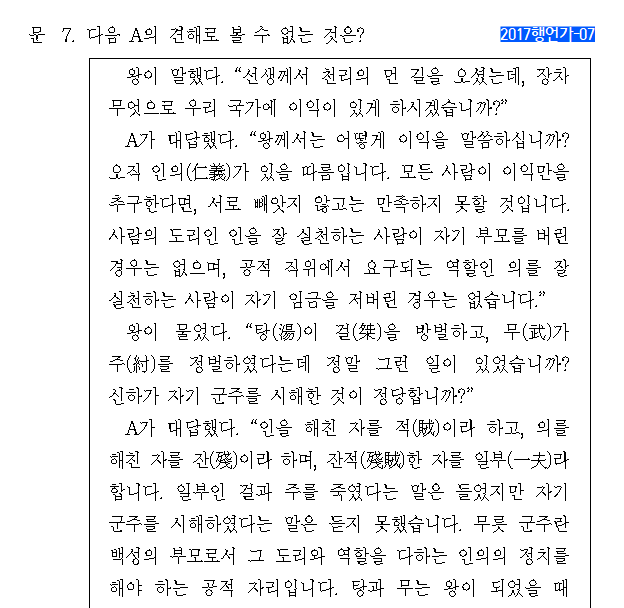 문 7. 다음 A의 견해로 볼 수 없는 것은?
2017행언가-07
왕이 말했다. “선생께서 천리의 먼 길을 오셨는데, 장차
무엇으로 우리 국가에 이익이 있게 하시겠습니까?”
A가 대답했다. “왕께서는 어떻게 이익을 말씀하십니까?
오직 인의(仁義)가 있을 따름입니다. 모든 사람이 이익만을
추구한다면, 서로 빼앗지 않고는 만족하지 못할 것입니다.
사람의 도리인 인을 잘 실천하는 사람이 자기 부모를 버린
경우는 없으며, 공적 직위에서 요구되는 역할인 의를 잘
실천하는 사람이 자기 임금을 저버린 경우는 없습니다.”
왕이 물었다. “탕(湯)이 걸(桀)을 방벌하고, 무(武)가
주(紂)를 정벌하였다는데 정말 그런 일이 있었습니까?
신하가 자기 군주를 시해한 것이 정당합니까?”
A가 대답했다. “인을 해친 자를 적(賊)이라 하고, 의를
해친 자를 잔(殘)이라 하며, 잔적(殘賊)한 자를 일부(一夫)라
합니다. 일부인 걸과 주를 죽였다는 말은 들었지만 자기
군주를 시해하였다는 말은 듣지 못했습니다. 무릇 군주란
백성의 부모로서 그 도리와 역할을 다하는 인의의 정치를
해야 하는 공적 자리입니다. 탕과 무는 왕이 되었을 때